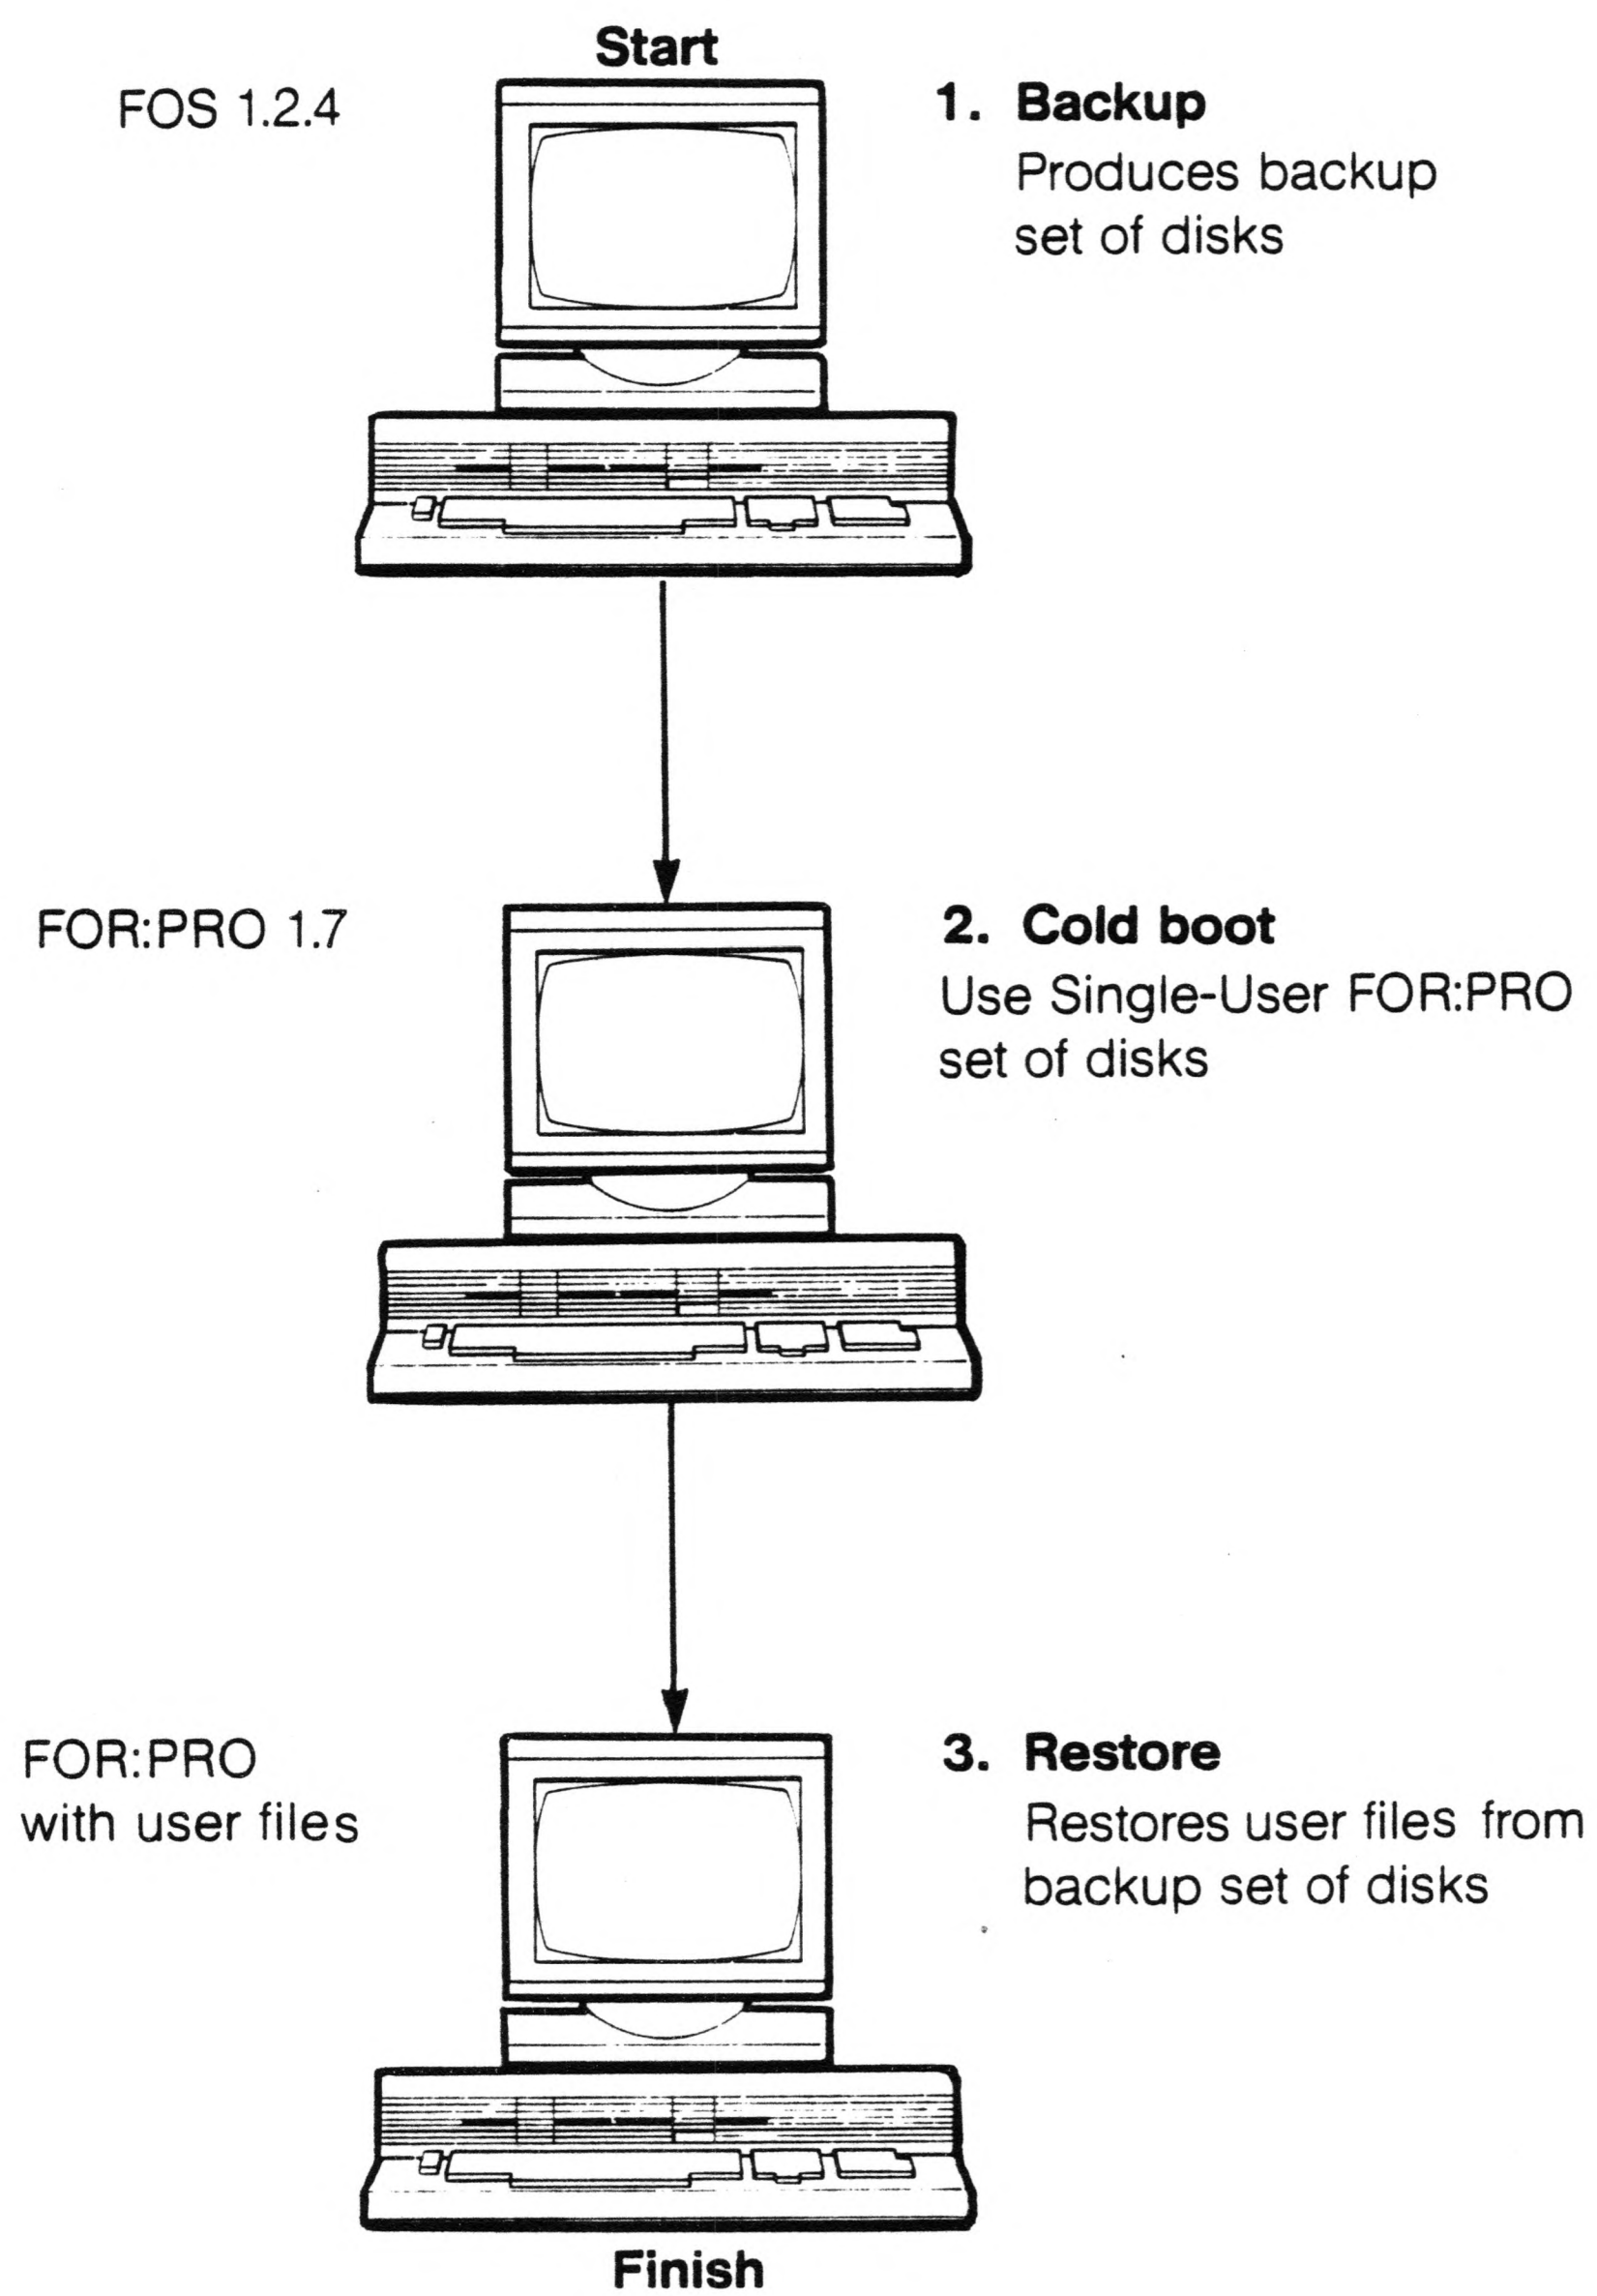 Start
FOS 1.2.4
1. Backup
Produces backup
set of disks
FOR:PRO 1.7
2. Cold boot
Use Single-User FOR:PRO
set of disks
FOR:PRO
with user files
3. Restore
Restores user files from
backup set of disks
Finish